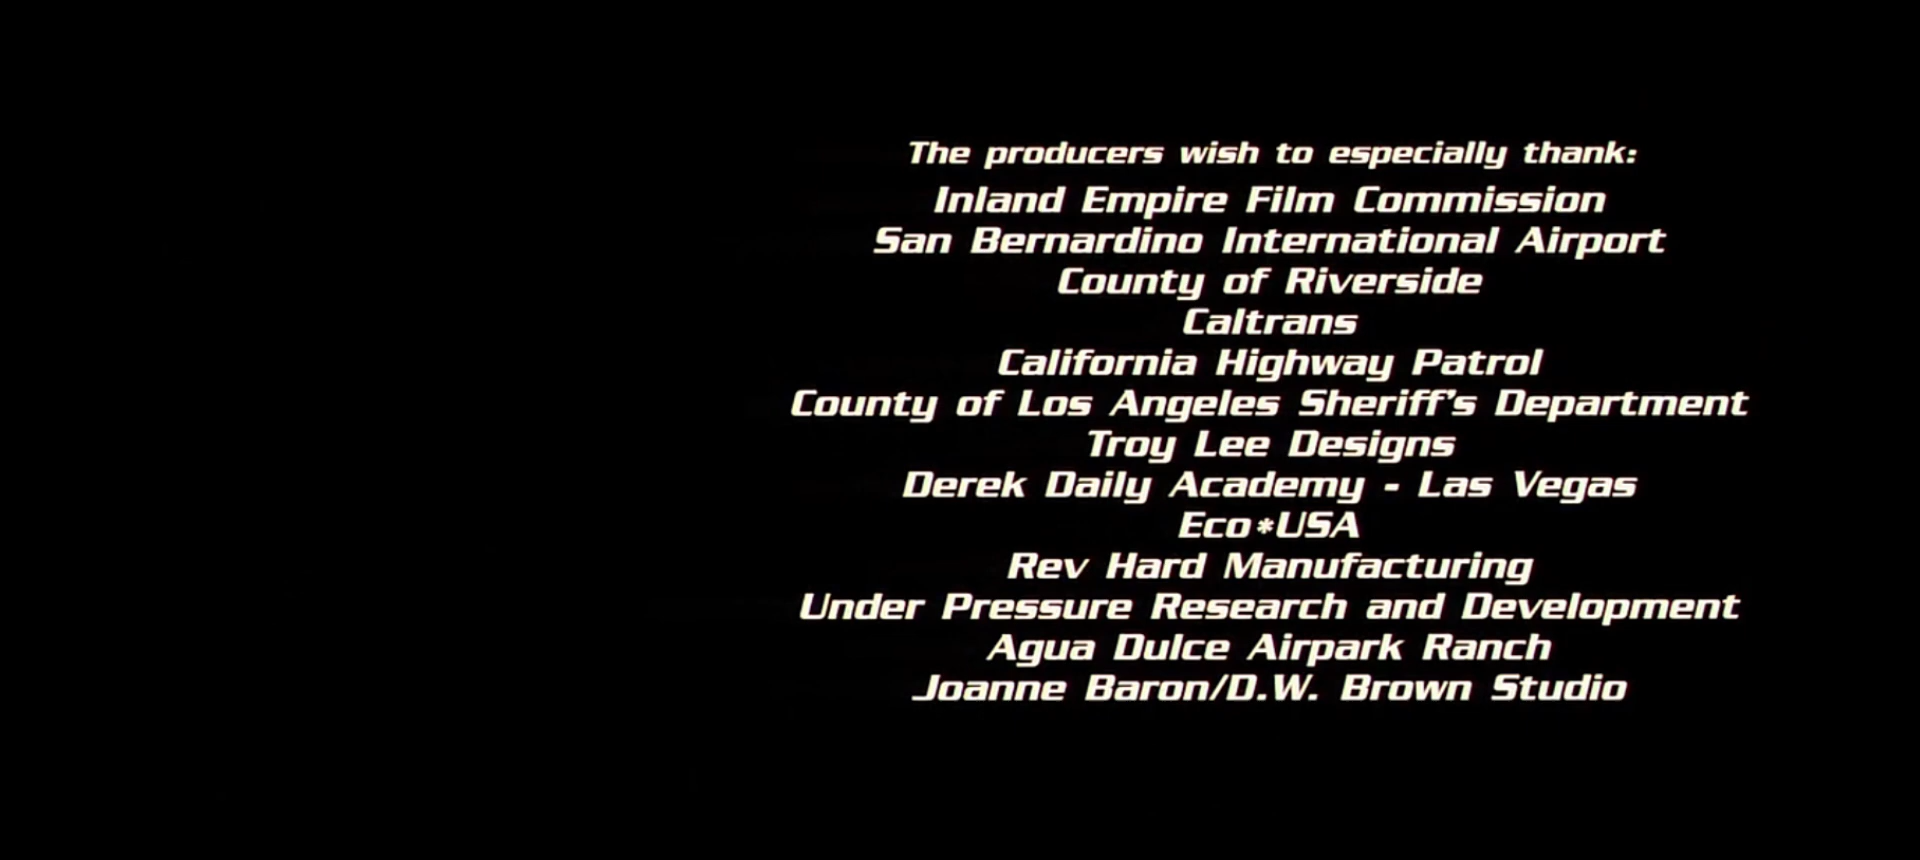 The producers wish to especially thank:
Inland Empire Film Commission
San Bernardino International Airport
County of Riverside
Caltrans
California Highway Patrol
County of Los Angeles Sheriff's Department
Troy Lee Designs
Derek Daily Academy - Las Vegas
Eco*USA
Rev Hard Manufacturing
Under Pressure Research and Development
Agua Dulce Airpark Ranch
Joanne Baron/D.W. Brown Studio